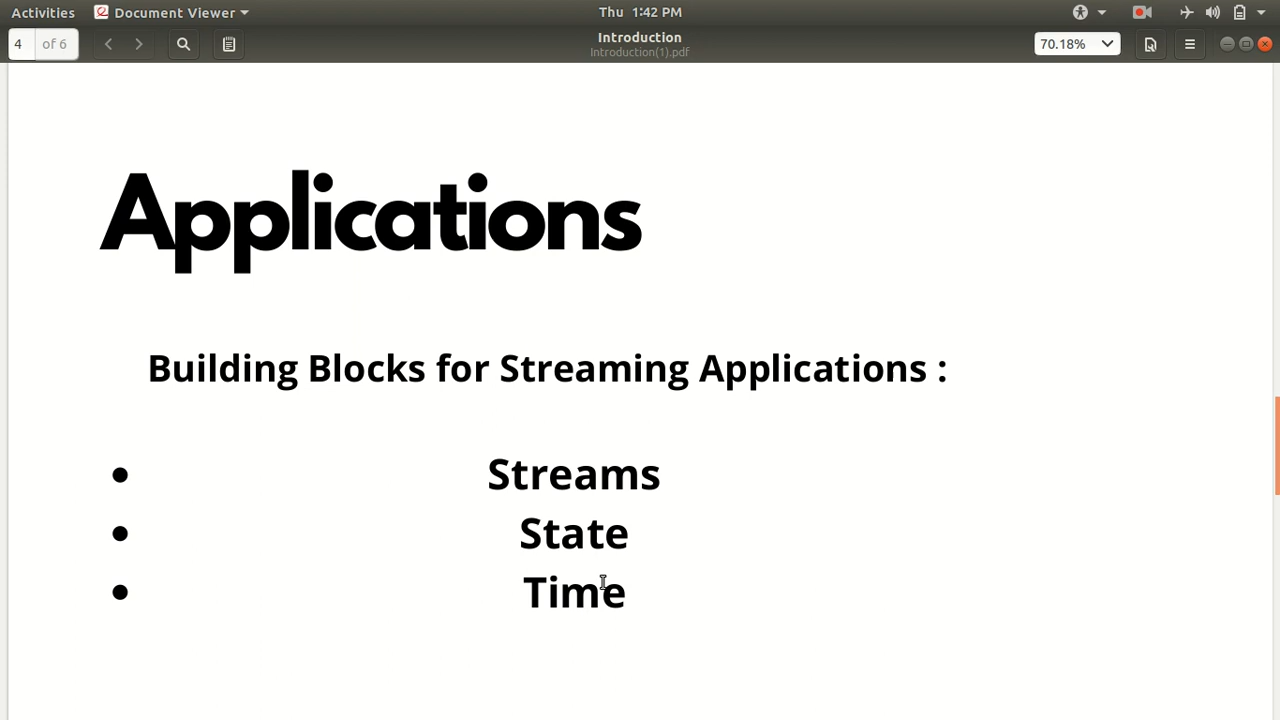 Activities Document Viewer Thu 1:42 PM
4 of 6 Introduction 70.18%
Introduction(1).pdf
Applications
Building Blocks for Streaming Applications :
• Streams
• State
• Time